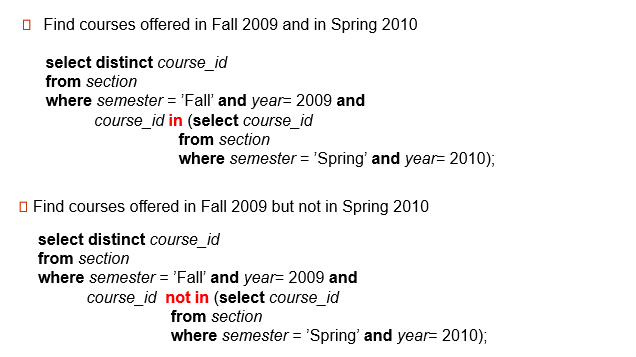 Find courses offered in Fall 2009 and in Spring 2010
select distinct course_id
from section
where semester = ’Fall’ and year= 2009 and
course_id in (select course_id
from section
where semester = ’Spring’ and year= 2010);
Find courses offered in Fall 2009 but not in Spring 2010
select distinct course_id
from section
where semester = ’Fall’ and year= 2009 and
course_id not in (select course_id
from section
where semester = ’Spring’ and year= 2010);